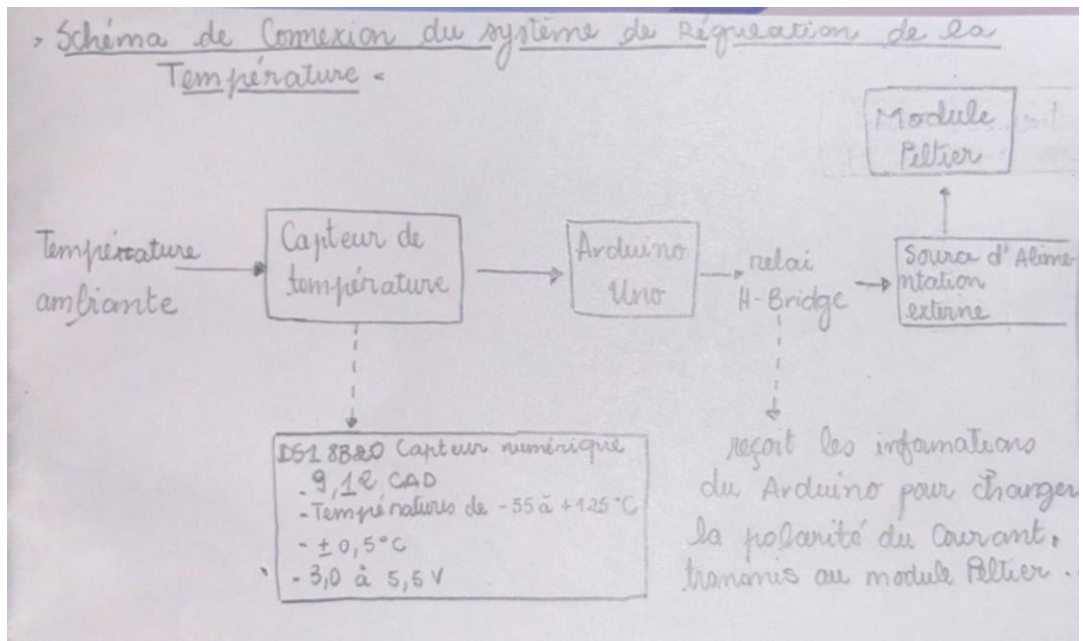 › Schéma de Connexion du système de Régulation de la
Température.
Module
Peltier
Température
ambiante
Capteur de
température
Arduino
Uno
relai
H-Bridge
Source d'Alime-
ntation
externe
DS18B20 Capteur numérique
. 9,12 CAD
- Températures de -55 à +125 °C
- ± 0,5°C
- 3,0 à 5,5 V
reçoit les informations
du Arduino pour changer
la polarité du Courant.
transmis au module Peltier.